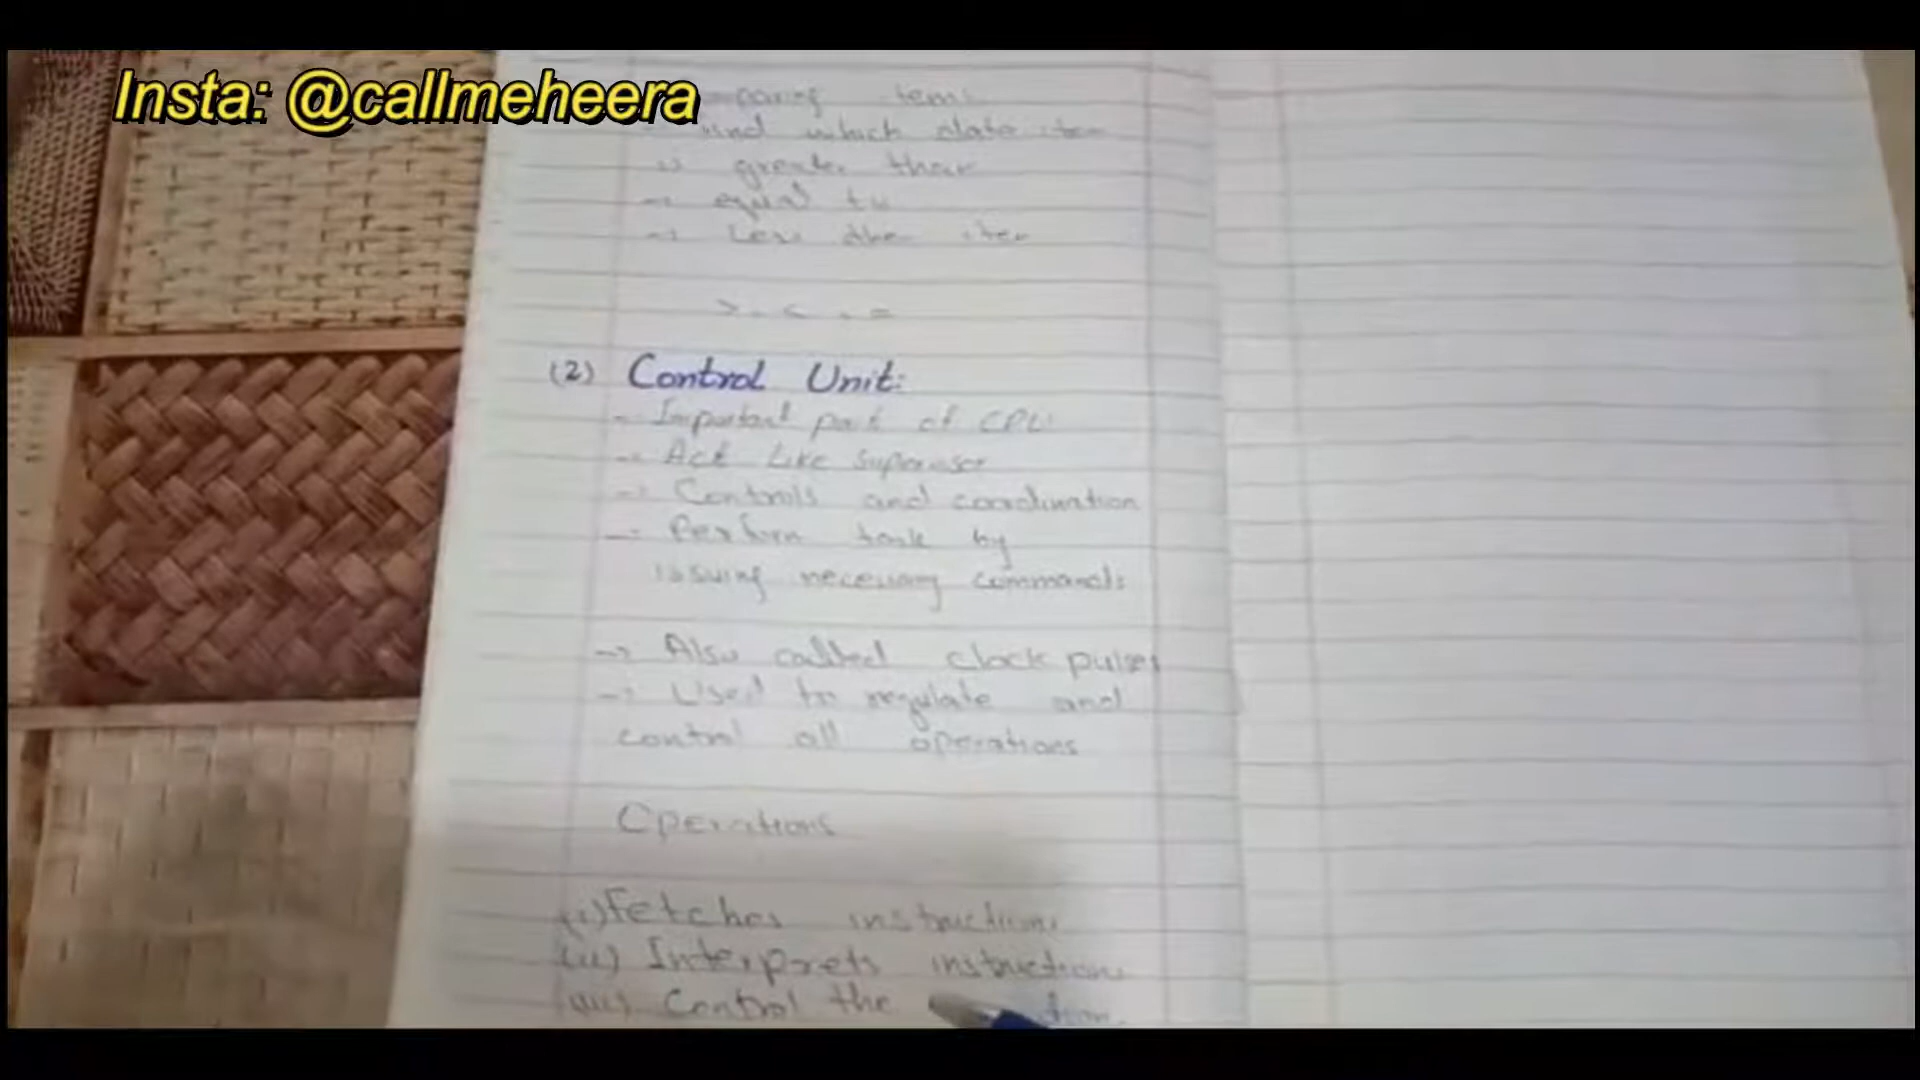 Insta: @callmeheera
which
greater than
equal to
Less
> . < . =
(2) Control Unit:
- Important part of CPU
-> Act like supervisor
-> Controls and coordination
-> Perform task by
issuing necessary commands
-> Also called clock pulses
-> Used to regulate and
control all operations
Operations
(i) Fetches instructions
(ii) Interprets instructions
(iii) Control the